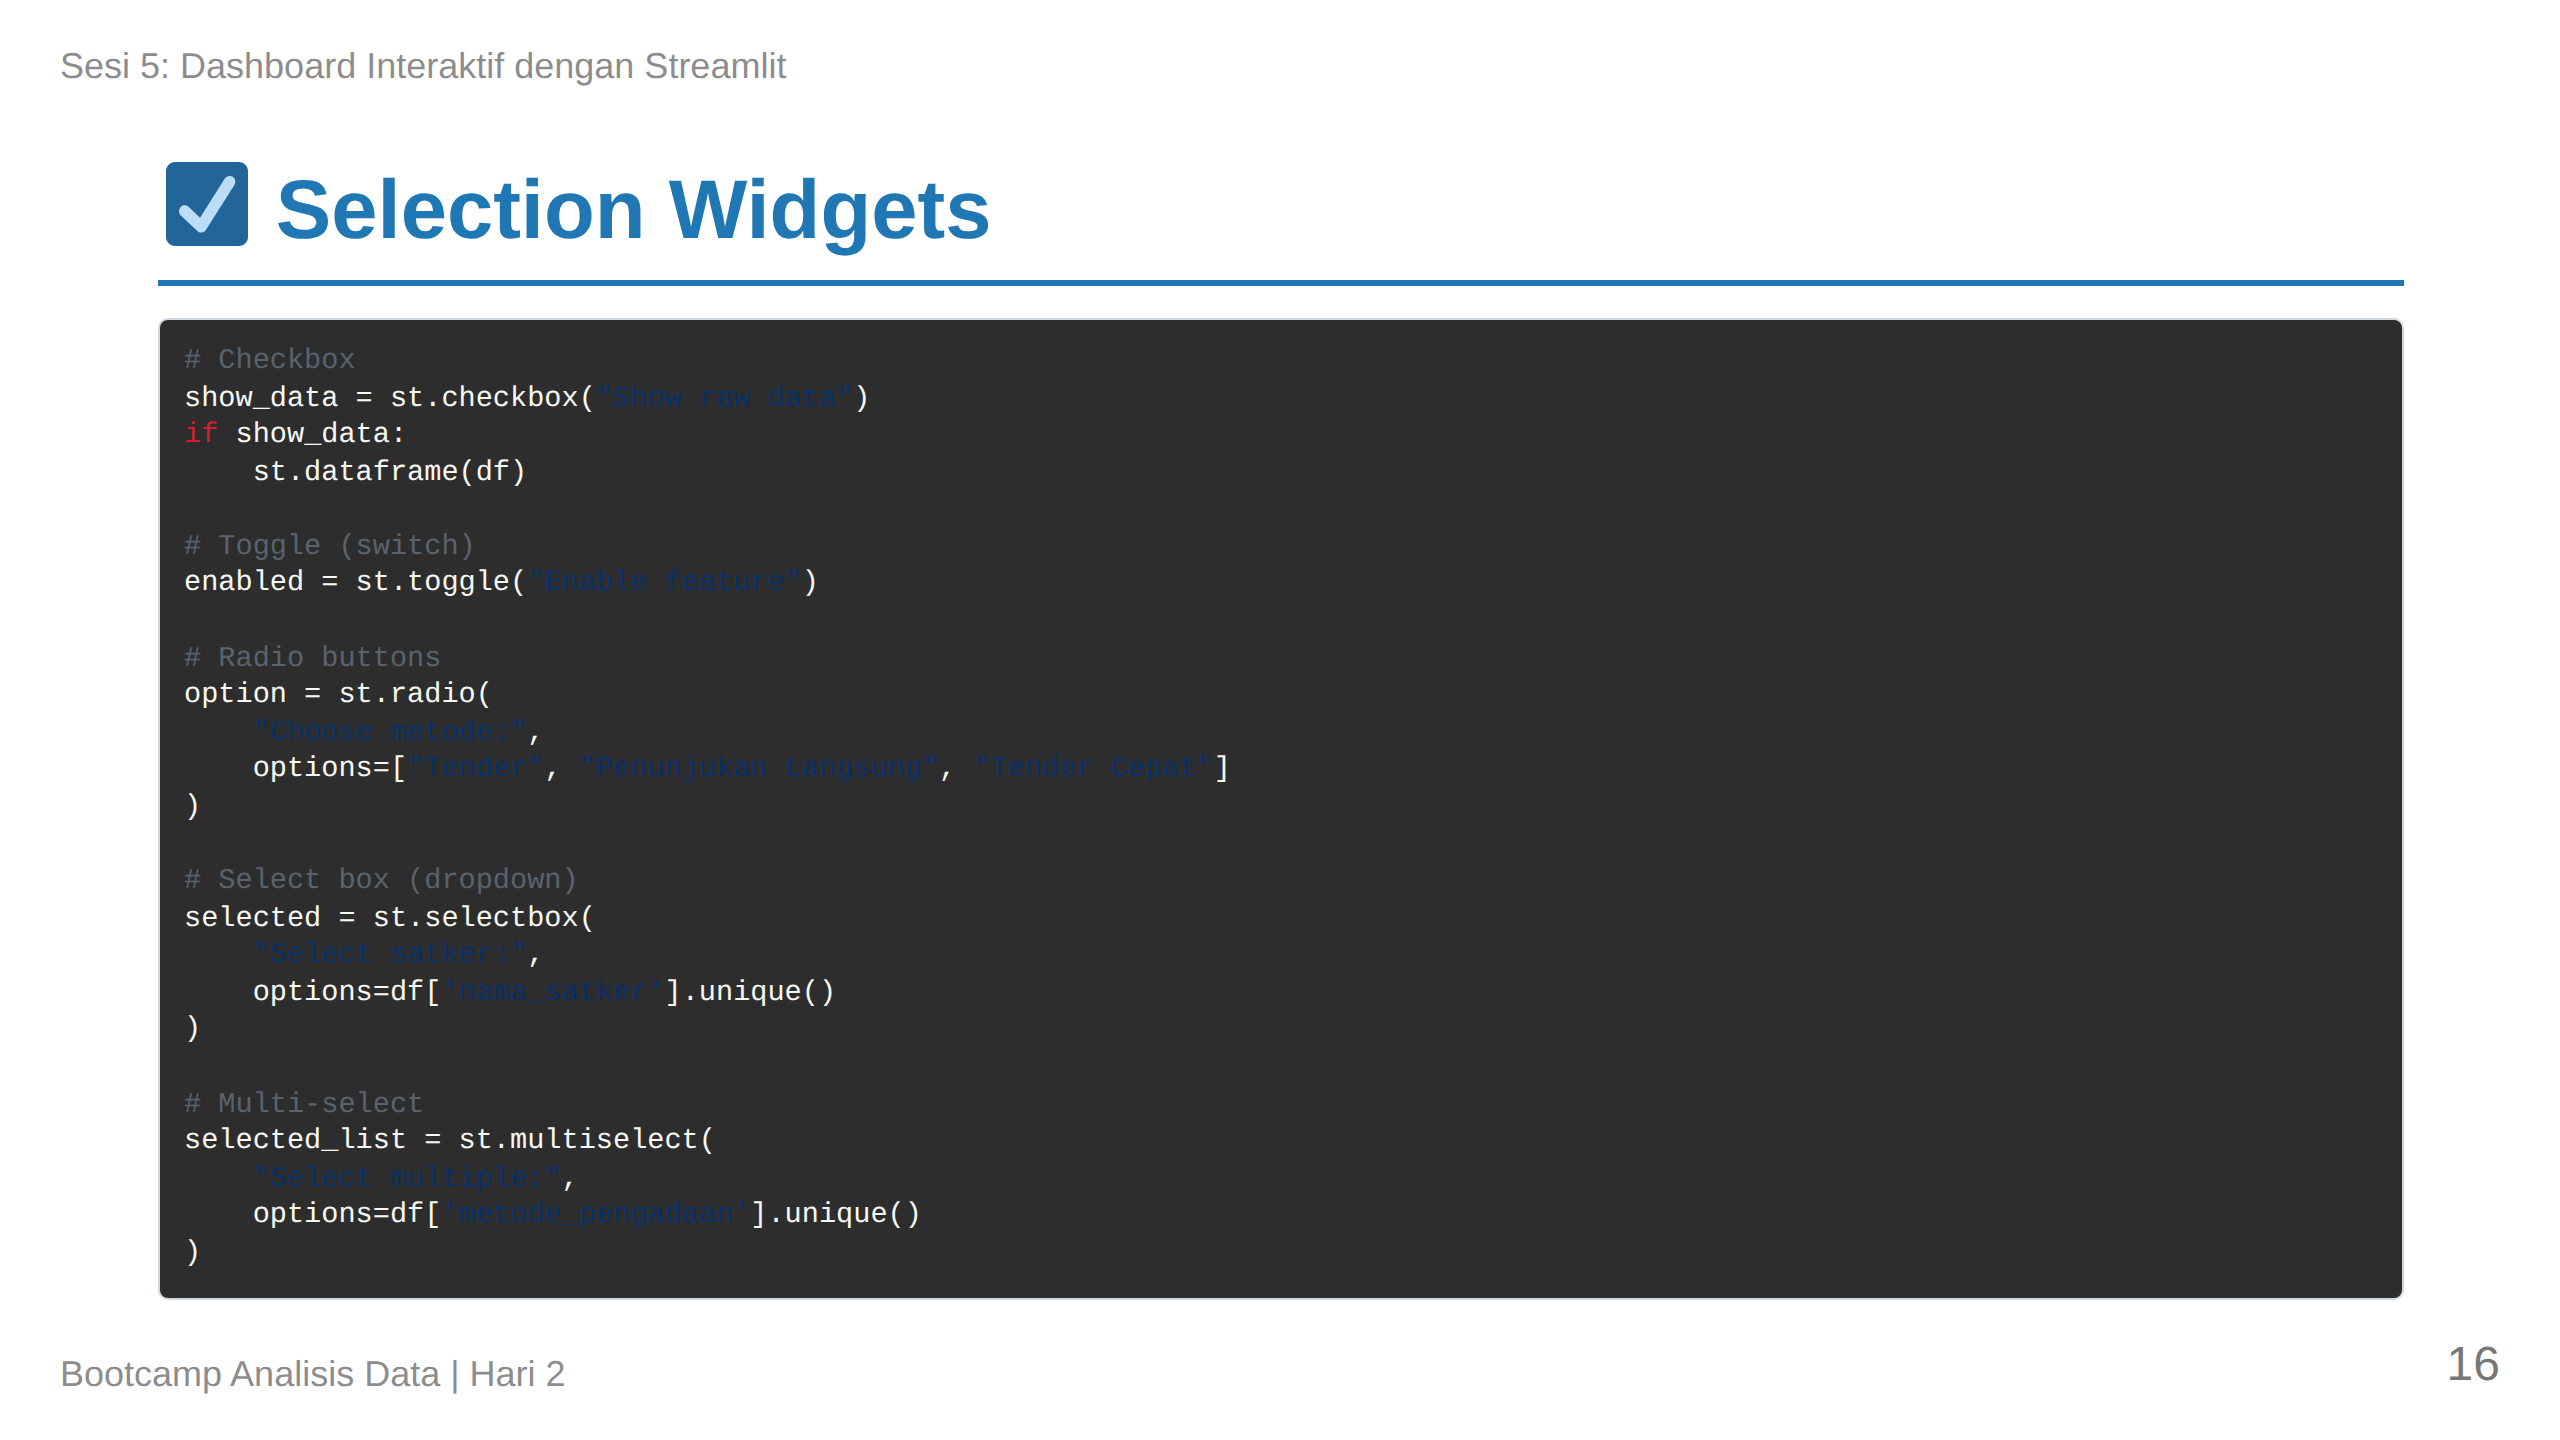 Sesi 5: Dashboard Interaktif dengan Streamlit
Selection Widgets
# Checkbox
show_data = st.checkbox("Show raw data")
if show_data:
    st.dataframe(df)
# Toggle (switch)
enabled = st.toggle("Enable feature")
# Radio buttons
option = st.radio(
    "Choose metode:",
    options=["Tender", "Penunjukan Langsung", "Tender Cepat"]
)
# Select box (dropdown)
selected = st.selectbox(
    "Select satker:",
    options=df['nama_satker'].unique()
)
# Multi-select
selected_list = st.multiselect(
    "Select multiple:",
    options=df['metode_pengadaan'].unique()
)
Bootcamp Analisis Data | Hari 2
16